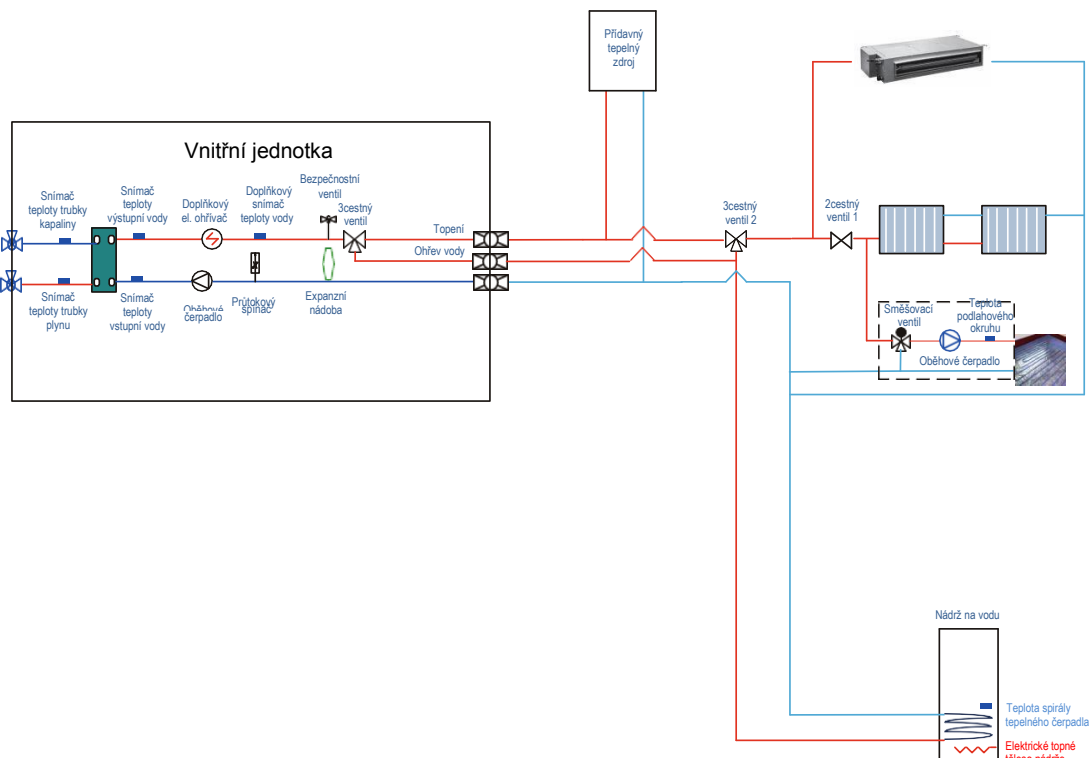 Přídavný
tepelný
zdroj
Vnitřní jednotka
Snímač
teploty trubky
kapaliny
Snímač
teploty
výstupní vody
Doplňkový
el. ohřívač
Doplňkový
snímač
teploty vody
Bezpečnostní
ventil
3cestný
ventil
Topení
Ohřev vody
3cestný
ventil 2
2cestný
ventil 1
Snímač
teploty trubky
plynu
Snímač
teploty
vstupní vody
Oběhové
čerpadlo
Průtokový
spínač
Expanzní
nádoba
Směšovací
ventil
Teplota
podlahového
okruhu
Oběhové čerpadlo
Nádrž na vodu
Teplota spirály
tepelného čerpadla
Elektrické topné
těleso nádrže